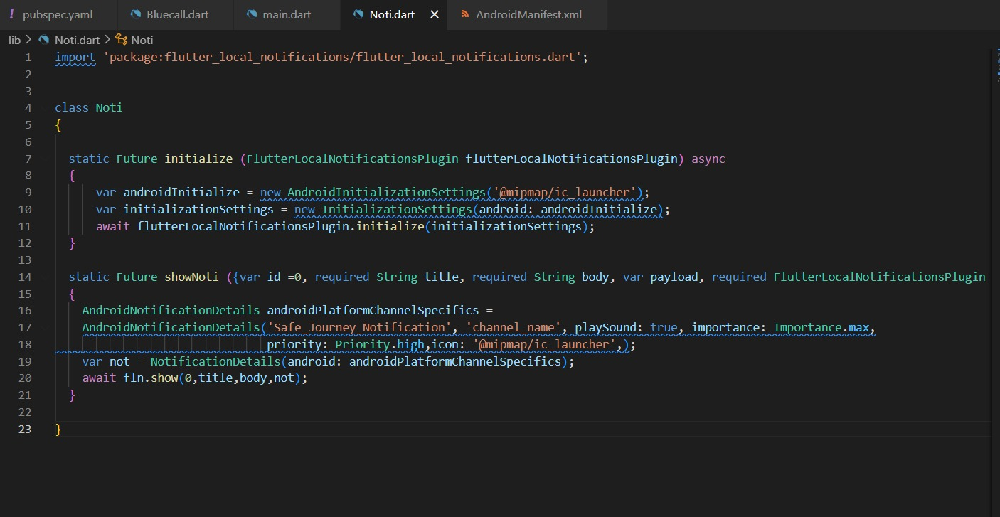 ! pubspec.yaml Bluecall.dart main.dart Noti.dart × AndroidManifest.xml
lib > Noti.dart > Noti
1 import 'package:flutter_local_notifications/flutter_local_notifications.dart';
2
3
4 class Noti
5 {
6
7 static Future initialize (FlutterLocalNotificationsPlugin flutterLocalNotificationsPlugin) async
8 {
9 var androidInitialize = new AndroidInitializationSettings('@mipmap/ic_launcher');
10 var initializationSettings = new InitializationSettings(android: androidInitialize);
11 await flutterLocalNotificationsPlugin.initialize(initializationSettings);
12 }
13
14 static Future showNoti ({var id =0, required String title, required String body, var payload, required FlutterLocalNotificationsPlugin
15 {
16 AndroidNotificationDetails androidPlatformChannelSpecifics =
17 AndroidNotificationDetails('Safe_Journey_Notification', 'channel_name', playSound: true, importance: Importance.max,
18 priority: Priority.high,icon: '@mipmap/ic_launcher',);
19 var not = NotificationDetails(android: androidPlatformChannelSpecifics);
20 await fln.show(0,title,body,not);
21 }
22
23 }